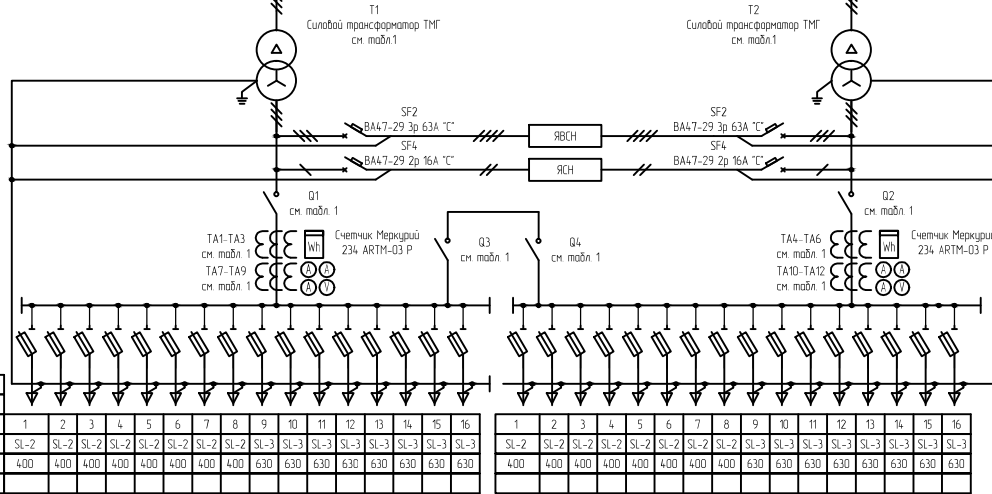 T1
Силовой трансформатор ТМГ
см. табл.1
T2
Силовой трансформатор ТМГ
см. табл.1
SF2
ВА47-29 3р 63А "С"
SF4
ВА47-29 2р 16А "С"
ЯВСН
ЯСН
SF2
ВА47-29 3р 63А "С"
SF4
ВА47-29 2р 16А "С"
Q1
см. табл. 1
Q2
см. табл. 1
ТА1-ТА3
см. табл. 1
ТА7-ТА9
см. табл. 1
Wh
A A
A V
Счетчик Меркурий
234 ARTM-03 P
Q3
см. табл. 1
Q4
см. табл. 1
ТА4-ТА6
см. табл. 1
ТА10-ТА12
см. табл. 1
Wh
A A
A V
Счетчик Меркурий
234 ARTM-03 P
1 2 3 4 5 6 7 8 9 10 11 12 13 14 15 16
SL-2 SL-2 SL-2 SL-2 SL-2 SL-2 SL-2 SL-2 SL-3 SL-3 SL-3 SL-3 SL-3 SL-3 SL-3 SL-3
400 400 400 400 400 400 400 400 630 630 630 630 630 630 630 630
1 2 3 4 5 6 7 8 9 10 11 12 13 14 15 16
SL-2 SL-2 SL-2 SL-2 SL-2 SL-2 SL-2 SL-2 SL-3 SL-3 SL-3 SL-3 SL-3 SL-3 SL-3 SL-3
400 400 400 400 400 400 400 400 630 630 630 630 630 630 630 630